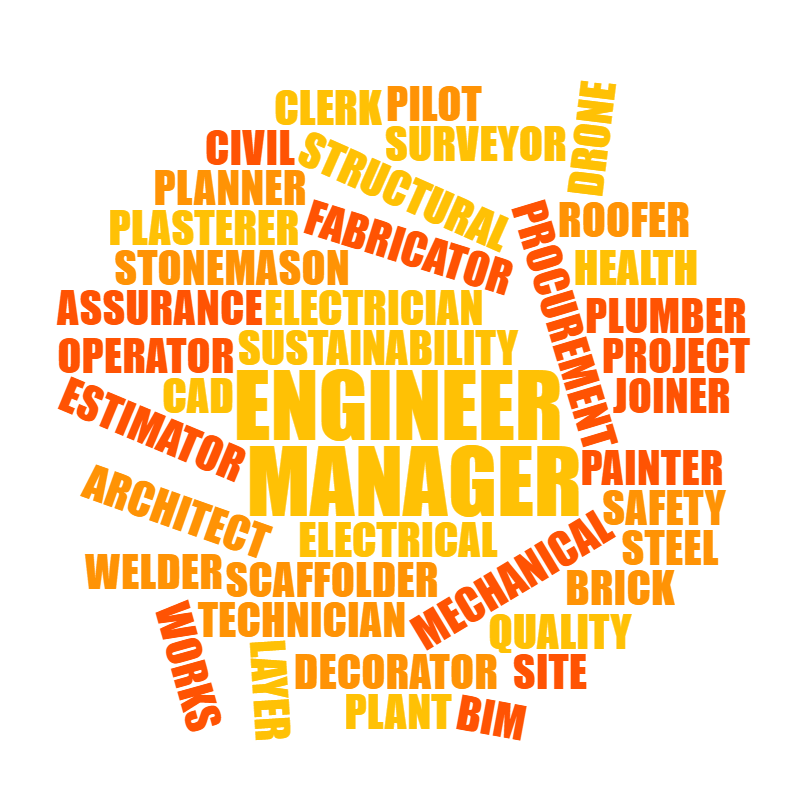 CLERK
PILOT
DRONE
CIVIL
STRUCTURAL
SURVEYOR
PLANNER
PLASTERER
FABRICATOR
PROCUREMENT
ROOFER
STONEMASON
HEALTH
ASSURANCE
ELECTRICIAN
PLUMBER
OPERATOR
SUSTAINABILITY
PROJECT
ESTIMATOR
CAD
ENGINEER
JOINER
MANAGER
PAINTER
ARCHITECT
SAFETY
ELECTRICAL
MECHANICAL
STEEL
WELDER
SCAFFOLDER
BRICK
WORKS
TECHNICIAN
QUALITY
LAYER
DECORATOR
SITE
PLANT
BIM